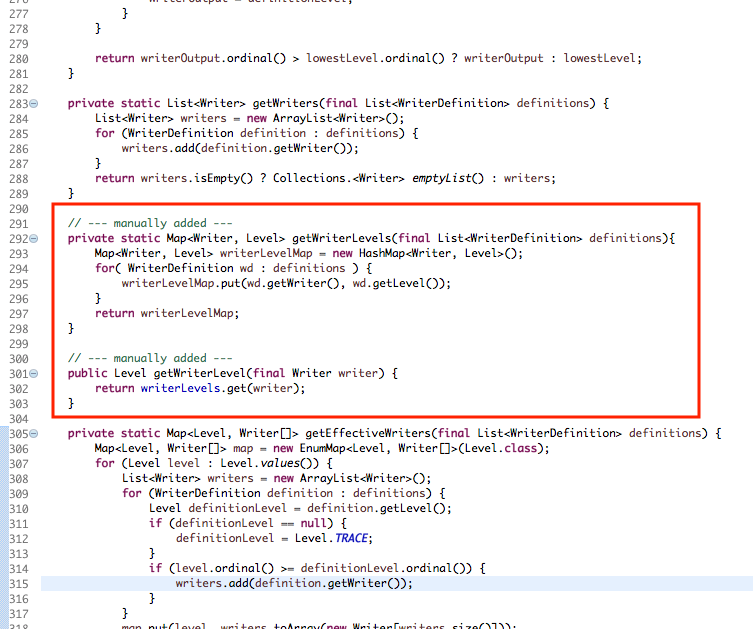 277 }
278 }
279
280 return writerOutput.ordinal() > lowestLevel.ordinal() ? writerOutput : lowestLevel;
281 }
282
283 private static List<Writer> getWriters(final List<WriterDefinition> definitions) {
284 List<Writer> writers = new ArrayList<Writer>();
285 for (WriterDefinition definition : definitions) {
286 writers.add(definition.getWriter());
287 }
288 return writers.isEmpty() ? Collections.<Writer> emptyList() : writers;
289 }
290
291 // --- manually added ---
292 private static Map<Writer, Level> getWriterLevels(final List<WriterDefinition> definitions){
293 Map<Writer, Level> writerLevelMap = new HashMap<Writer, Level>();
294 for( WriterDefinition wd : definitions ) {
295 writerLevelMap.put(wd.getWriter(), wd.getLevel());
296 }
297 return writerLevelMap;
298 }
299
300 // --- manually added ---
301 public Level getWriterLevel(final Writer writer) {
302 return writerLevels.get(writer);
303 }
304
305 private static Map<Level, Writer[]> getEffectiveWriters(final List<WriterDefinition> definitions) {
306 Map<Level, Writer[]> map = new EnumMap<Level, Writer[]>(Level.class);
307 for (Level level : Level.values()) {
308 List<Writer> writers = new ArrayList<Writer>();
309 for (WriterDefinition definition : definitions) {
310 Level definitionLevel = definition.getLevel();
311 if (definitionLevel == null) {
312 definitionLevel = Level.TRACE;
313 }
314 if (level.ordinal() >= definitionLevel.ordinal()) {
315 writers.add(definition.getWriter());
316 }
317 }
318 map.put(level, writers.toArray(new Writer[writers.size()]));